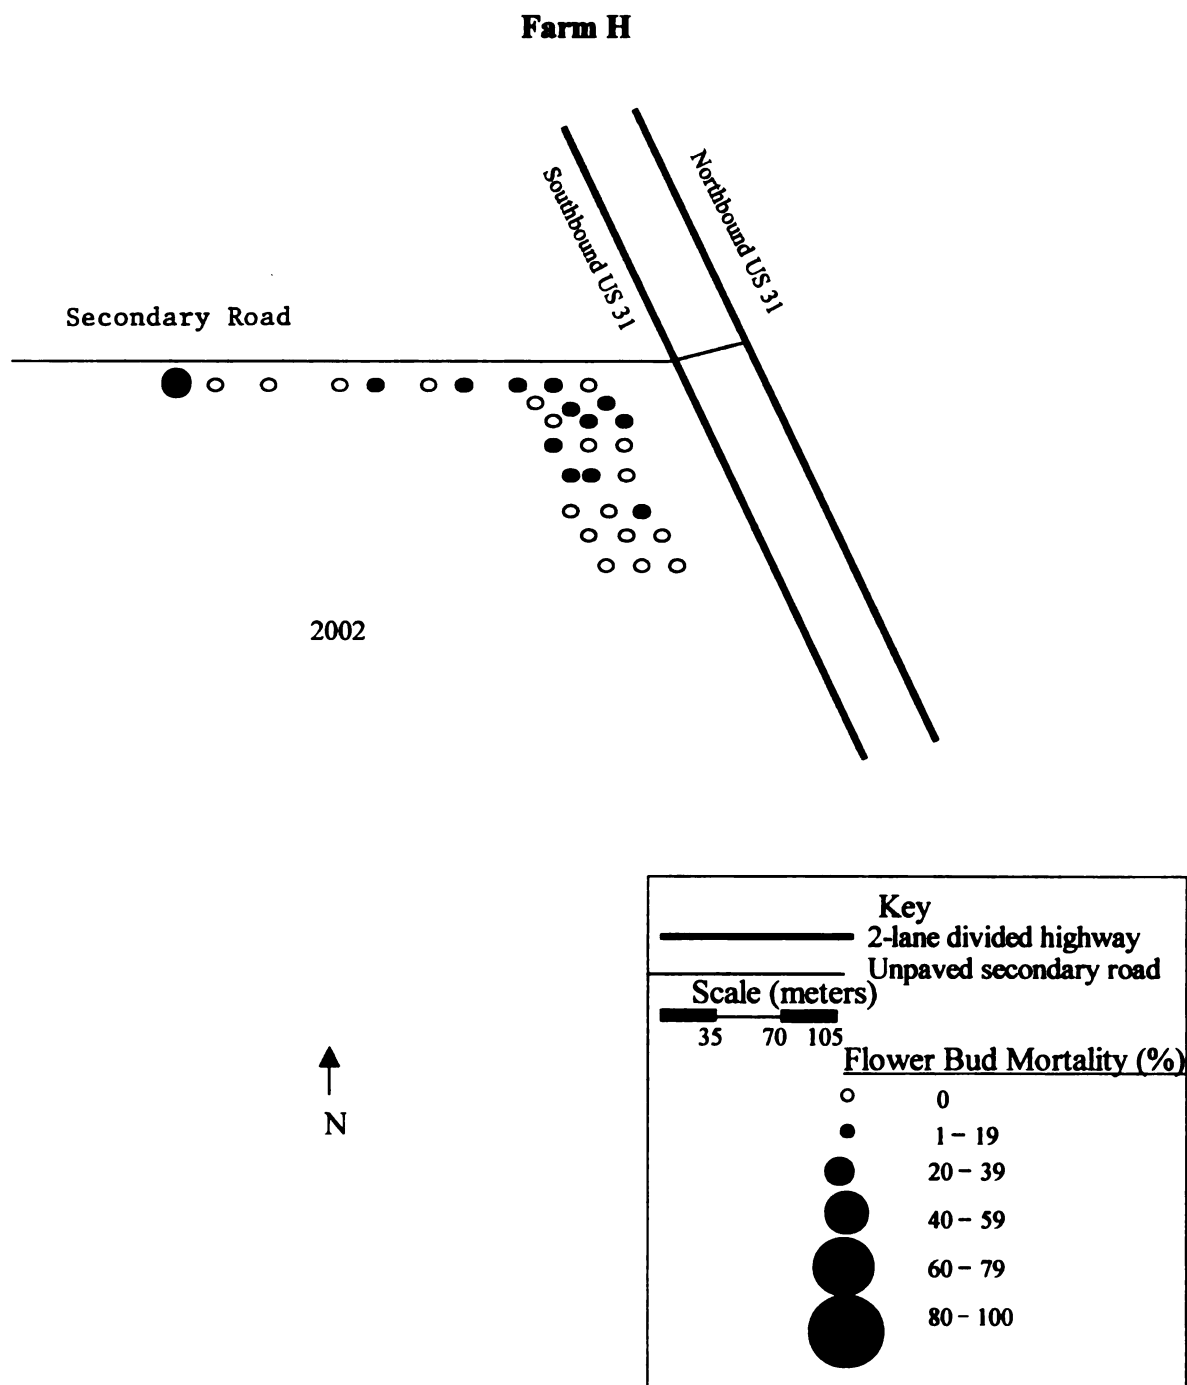 Farm H
Southbound US 31
Northbound US 31
Secondary Road
2002
N
Key
2-lane divided highway
Unpaved secondary road
Scale (meters)
35 70 105
Flower Bud Mortality (%)
0
1 – 19
20 – 39
40 – 59
60 – 79
80 – 100